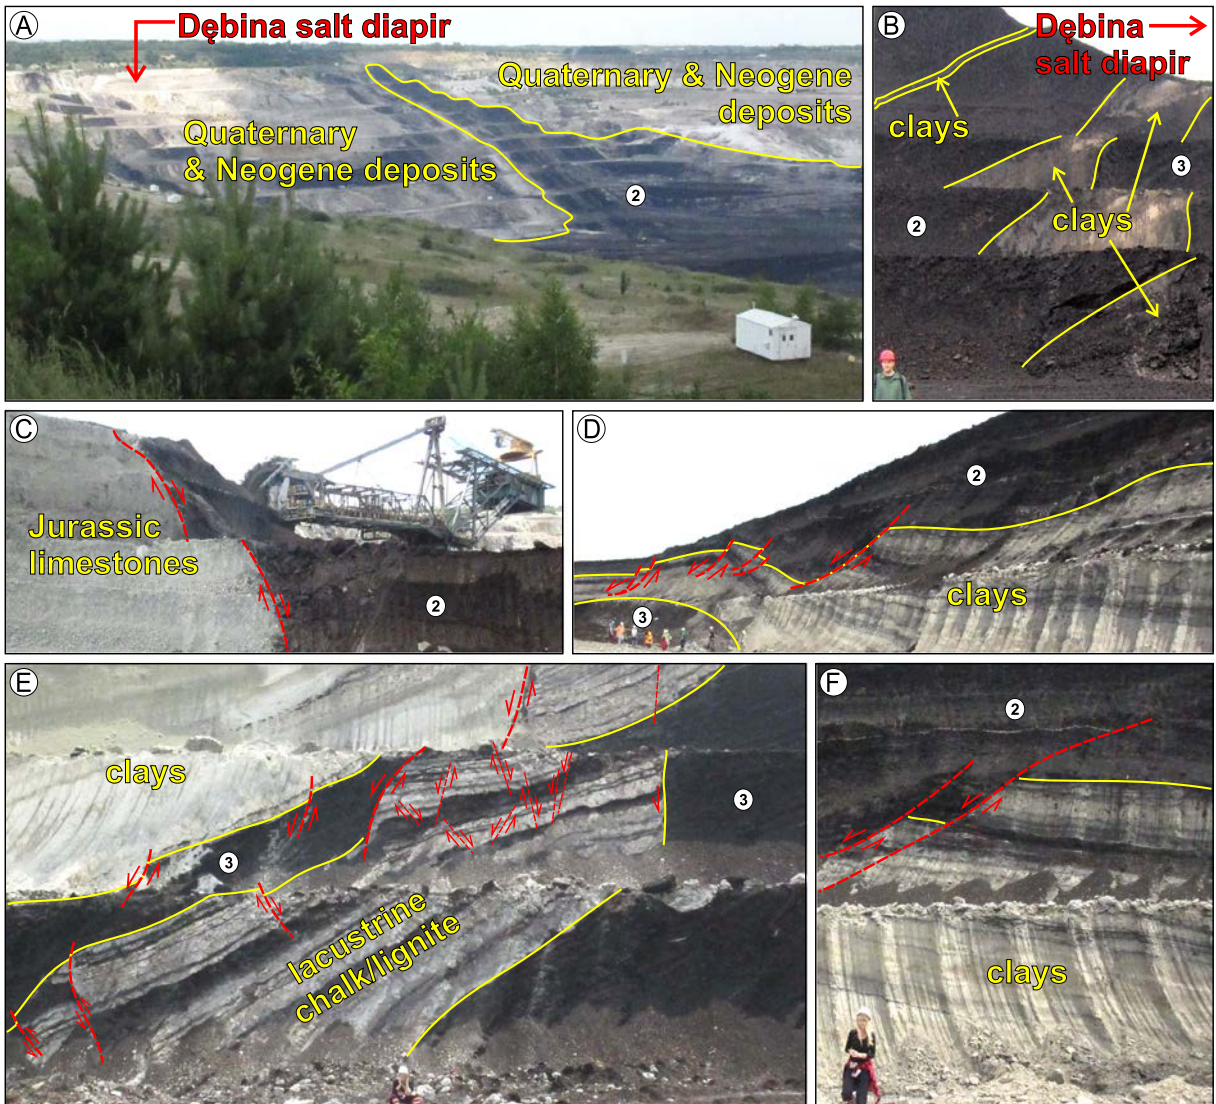 A
Dębina salt diapir
Quaternary & Neogene
deposits
Quaternary
& Neogene deposits
2
B
Dębina
salt diapir
clays
3
2
clays
C
Jurassic
limestones
2
D
2
clays
3
E
clays
3
3
lacustrine
chalk/lignite
F
2
clays